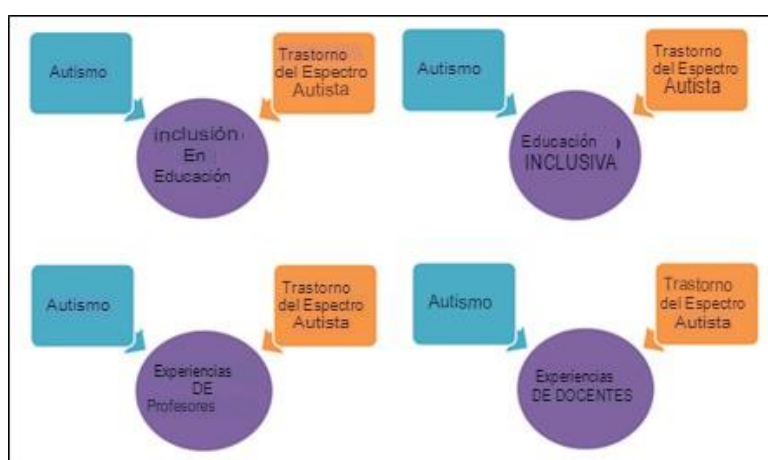 Autismo
Trastorno
del Espectro
Autista
inclusión
En
Educación
Autismo
Trastorno
del Espectro
Autista
Educación
INCLUSIVA
Autismo
Trastorno
del Espectro
Autista
Experiencias
DE
Profesores
Autismo
Trastorno
del Espectro
Autista
Experiencias
DE DOCENTES